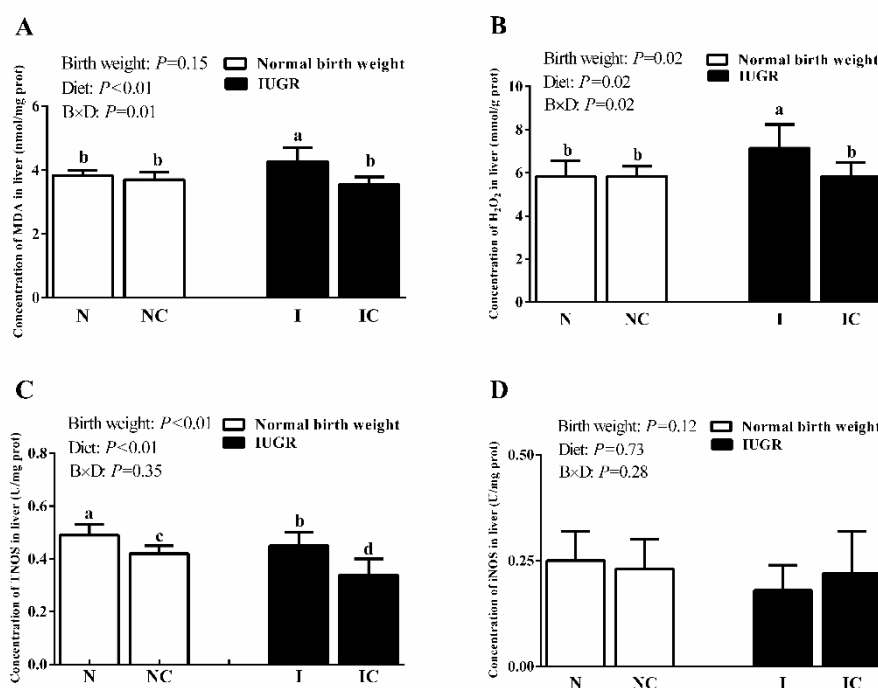 A
Birth weight: P=0.15
Diet: P<0.01
B×D: P=0.01
Normal birth weight
IUGR
Concentration of MDA in liver (nmol/mg prot)
6
4
2
0
b
b
a
b
N
NC
I
IC
B
Birth weight: P=0.02
Diet: P=0.02
B×D: P=0.02
Normal birth weight
IUGR
Concentration of H₂O₂ in liver (mmol/g prot)
10
8
6
4
2
0
b
b
a
b
N
NC
I
IC
C
Birth weight: P<0.01
Diet: P<0.01
B×D: P=0.35
Normal birth weight
IUGR
Concentration of TNOS in liver (U/mg prot)
0.8
0.6
0.4
0.2
0.0
a
c
b
d
N
NC
I
IC
D
Birth weight: P=0.12
Diet: P=0.73
B×D: P=0.28
Normal birth weight
IUGR
Concentration of iNOS in liver (U/mg prot)
0.50
0.25
0.00
N
NC
I
IC